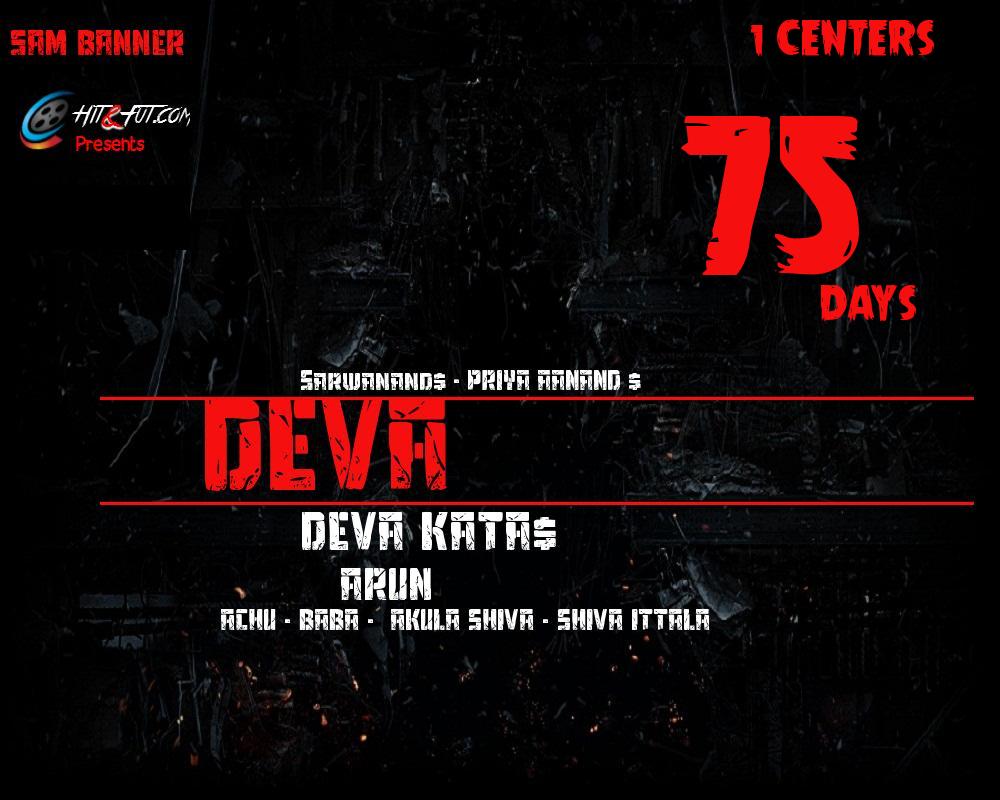 SAM BANNER
1 CENTERS
HIT&FUT.COM
Presents
75
DAYS
SARWANAND$ - PRIYA AANAND $
DEVA
DEVA KATA$
ARUN
ACHU - BABA - AKULA SHIVA - SHIVA ITTALA